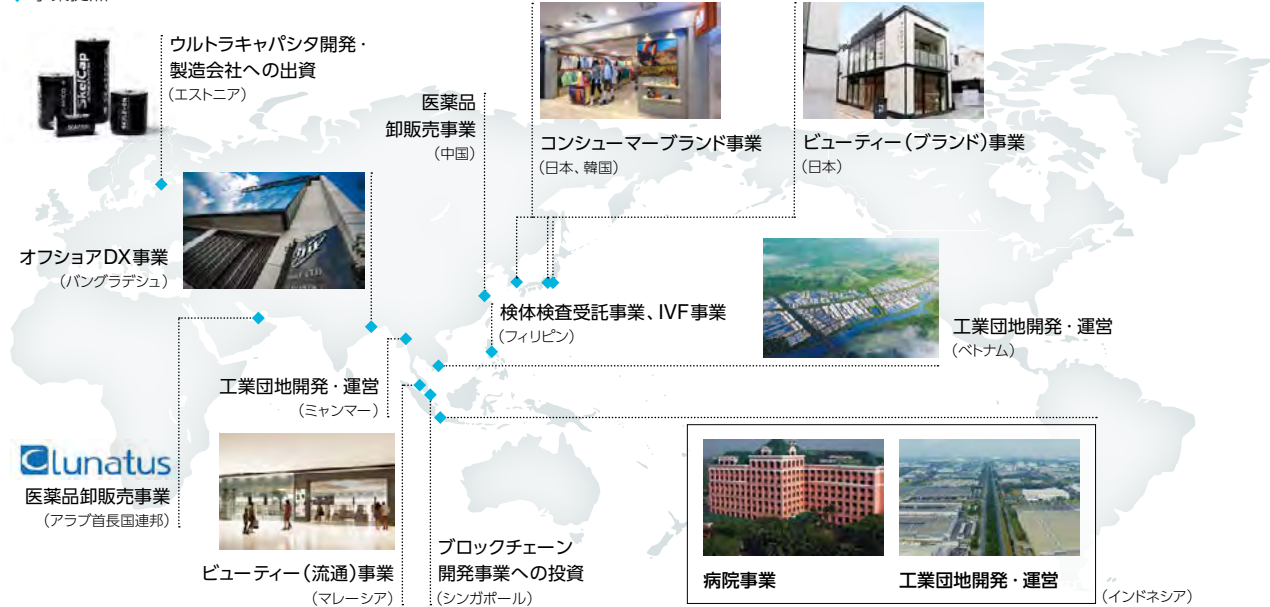 ウルトラキャパシタ開発・
製造会社への出資
（エストニア）
SkelCap
医薬品
卸販売事業
（中国）
コンシューマーブランド事業
（日本、韓国）
ビューティー（ブランド）事業
（日本）
オフショアDX事業
（バングラデシュ）
検体検査受託事業、IVF事業
（フィリピン）
工業団地開発・運営
（ベトナム）
工業団地開発・運営
（ミャンマー）
lunatus
医薬品卸販売事業
（アラブ首長国連邦）
ビューティー（流通）事業
（マレーシア）
ブロックチェーン
開発事業への投資
（シンガポール）
病院事業
工業団地開発・運営
（インドネシア）